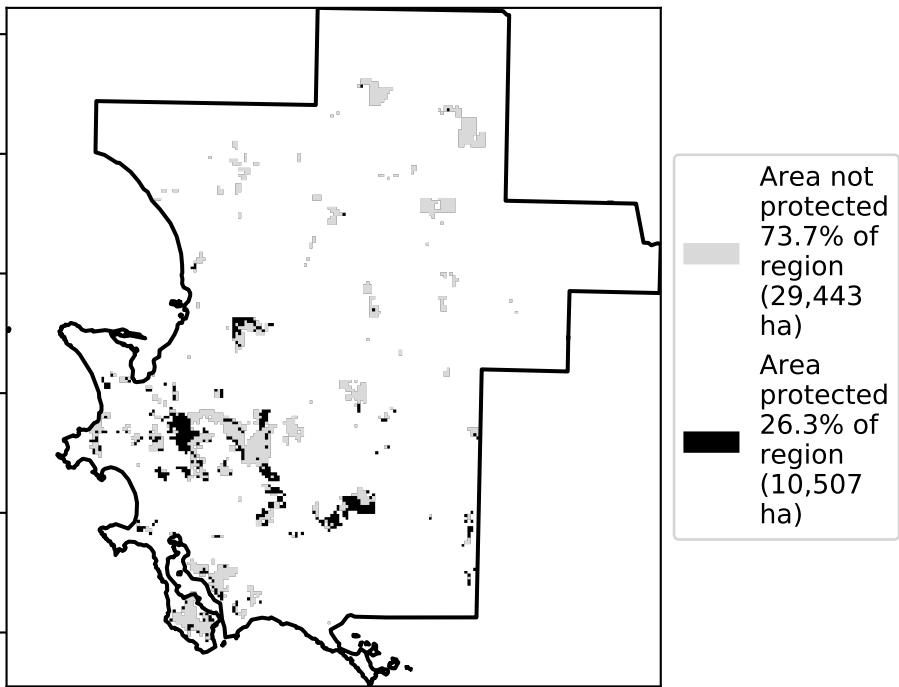 Area not
protected
73.7% of
region
(29,443
ha)
Area
protected
26.3% of
region
(10,507
ha)